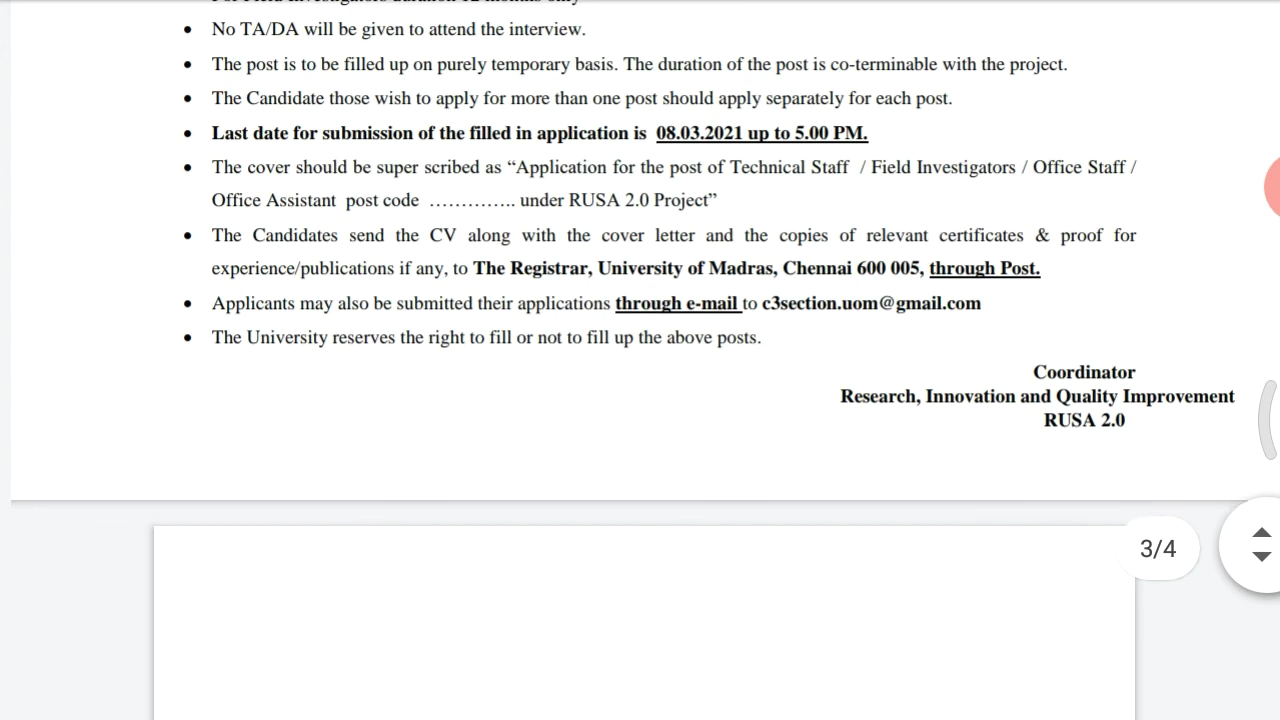 • No TA/DA will be given to attend the interview.
• The post is to be filled up on purely temporary basis. The duration of the post is co-terminable with the project.
• The Candidate those wish to apply for more than one post should apply separately for each post.
• Last date for submission of the filled in application is 08.03.2021 up to 5.00 PM.
• The cover should be super scribed as “Application for the post of Technical Staff / Field Investigators / Office Staff /
Office Assistant post code ………….. under RUSA 2.0 Project”
• The Candidates send the CV along with the cover letter and the copies of relevant certificates & proof for
experience/publications if any, to The Registrar, University of Madras, Chennai 600 005, through Post.
• Applicants may also be submitted their applications through e-mail to c3section.uom@gmail.com
• The University reserves the right to fill or not to fill up the above posts.
Coordinator
Research, Innovation and Quality Improvement
RUSA 2.0
3/4